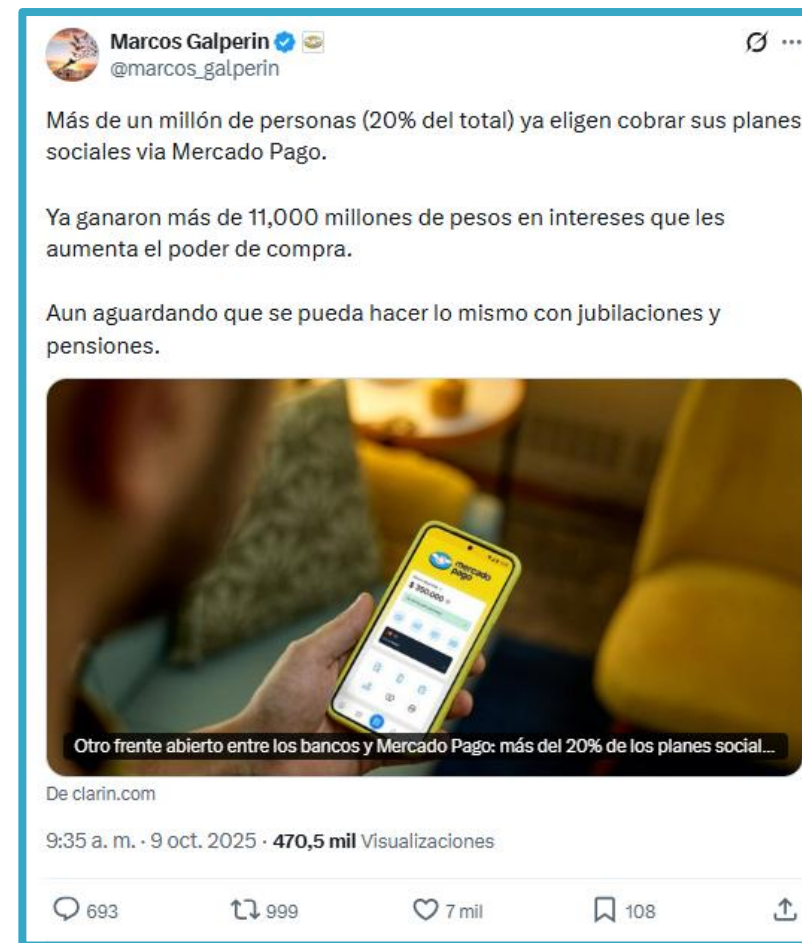 Marcos Galperin
@marcos_galperin
Más de un millón de personas (20% del total) ya eligen cobrar sus planes
sociales via Mercado Pago.
Ya ganaron más de 11,000 millones de pesos en intereses que les
aumenta el poder de compra.
Aun aguardando que se pueda hacer lo mismo con jubilaciones y
pensiones.
mercado
pago
$ 350.000
Otro frente abierto entre los bancos y Mercado Pago: más del 20% de los planes social...
De clarin.com
9:35 a. m. · 9 oct. 2025 · 470,5 mil Visualizaciones
693 999 7 mil 108